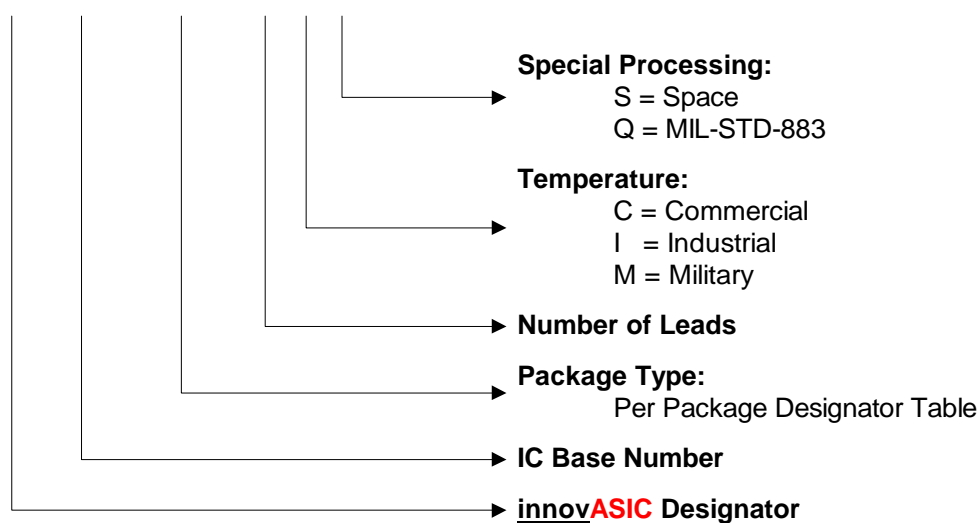 Special Processing:
S = Space
Q = MIL-STD-883
Temperature:
C = Commercial
I = Industrial
M = Military
Number of Leads
Package Type:
Per Package Designator Table
IC Base Number
innovASIC Designator